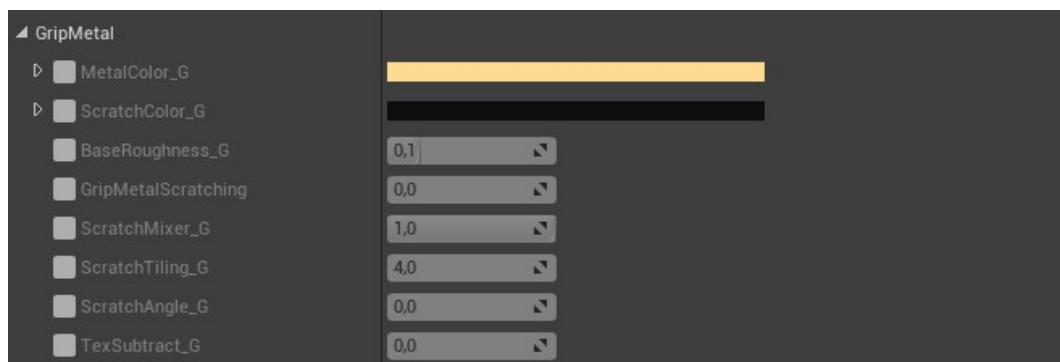 GripMetal
MetalColor_G
ScratchColor_G
BaseRoughness_G 0,1
GripMetalScratching 0,0
ScratchMixer_G 1,0
ScratchTiling_G 4,0
ScratchAngle_G 0,0
TexSubtract_G 0,0